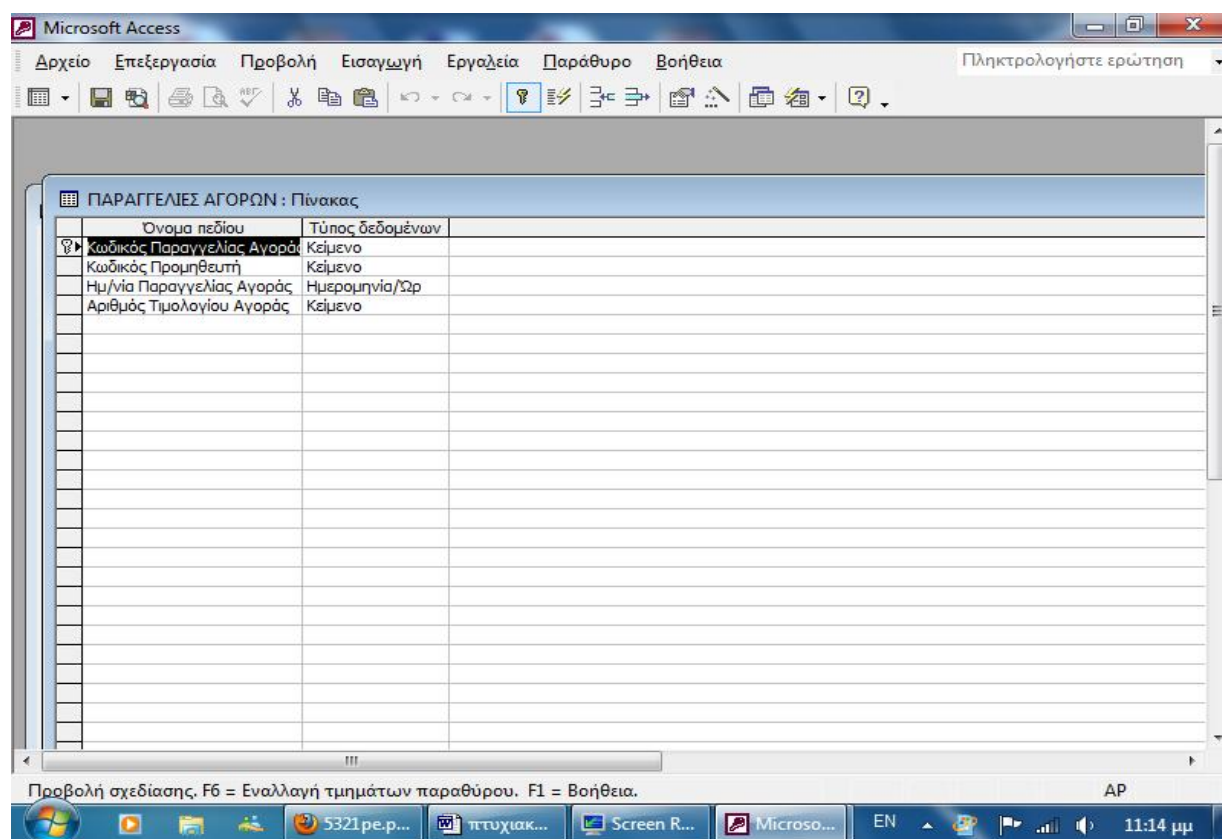 Microsoft Access
Αρχείο Επεξεργασία Προβολή Εισαγωγή Εργαλεία Παράθυρο Βοήθεια Πληκτρολογήστε ερώτηση
ΠΑΡΑΓΓΕΛΙΕΣ ΑΓΟΡΩΝ : Πίνακας
Όνομα πεδίου Τύπος δεδομένων
Κωδικός Παραγγελίας Αγοράς Κείμενο
Κωδικός Προμηθευτή Κείμενο
Ημ/νία Παραγγελίας Αγοράς Ημερομηνία/Ώρ
Αριθμός Τιμολογίου Αγοράς Κείμενο
Προβολή σχεδίασης. F6 = Εναλλαγή τμημάτων παραθύρου. F1 = Βοήθεια. ΑΡ
5321pe.p... πτυχιακ... Screen R... Microso... EN 11:14 μμ